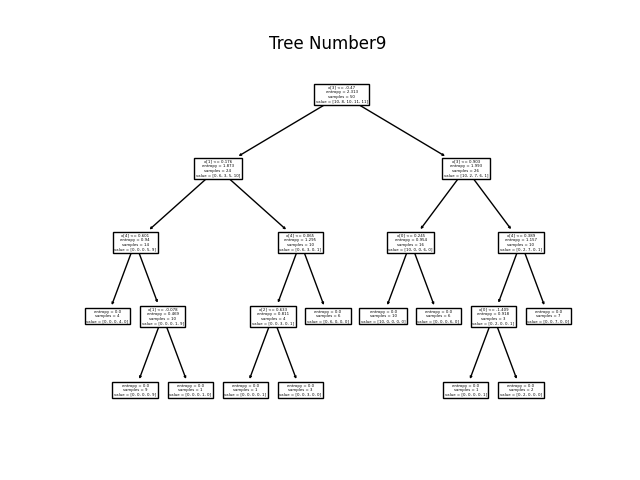 Tree Number9
x[3] <= -0.47
entropy = 2.313
samples = 50
value = [10, 8, 10, 11, 11]
x[1] <= 0.176
entropy = 1.873
samples = 24
value = [0, 6, 3, 5, 10]
x[3] <= 0.903
entropy = 1.993
samples = 26
value = [10, 2, 7, 6, 1]
x[4] <= 0.601
entropy = 0.94
samples = 14
value = [0, 0, 0, 5, 9]
x[4] <= 0.065
entropy = 1.295
samples = 10
value = [0, 6, 3, 0, 1]
x[0] <= 0.245
entropy = 0.954
samples = 16
value = [10, 0, 0, 6, 0]
x[4] <= 0.389
entropy = 1.157
samples = 10
value = [0, 2, 7, 0, 1]
entropy = 0.0
samples = 4
value = [0, 0, 0, 4, 0]
x[1] <= -0.078
entropy = 0.469
samples = 10
value = [0, 0, 0, 1, 9]
x[2] <= 0.633
entropy = 0.811
samples = 4
value = [0, 0, 3, 0, 1]
entropy = 0.0
samples = 6
value = [0, 6, 0, 0, 0]
entropy = 0.0
samples = 10
value = [10, 0, 0, 0, 0]
entropy = 0.0
samples = 6
value = [0, 0, 0, 6, 0]
x[0] <= -1.409
entropy = 0.918
samples = 3
value = [0, 2, 0, 0, 1]
entropy = 0.0
samples = 7
value = [0, 0, 7, 0, 0]
entropy = 0.0
samples = 9
value = [0, 0, 0, 0, 9]
entropy = 0.0
samples = 1
value = [0, 0, 0, 1, 0]
entropy = 0.0
samples = 1
value = [0, 0, 0, 0, 1]
entropy = 0.0
samples = 3
value = [0, 0, 3, 0, 0]
entropy = 0.0
samples = 1
value = [0, 0, 0, 0, 1]
entropy = 0.0
samples = 2
value = [0, 2, 0, 0, 0]